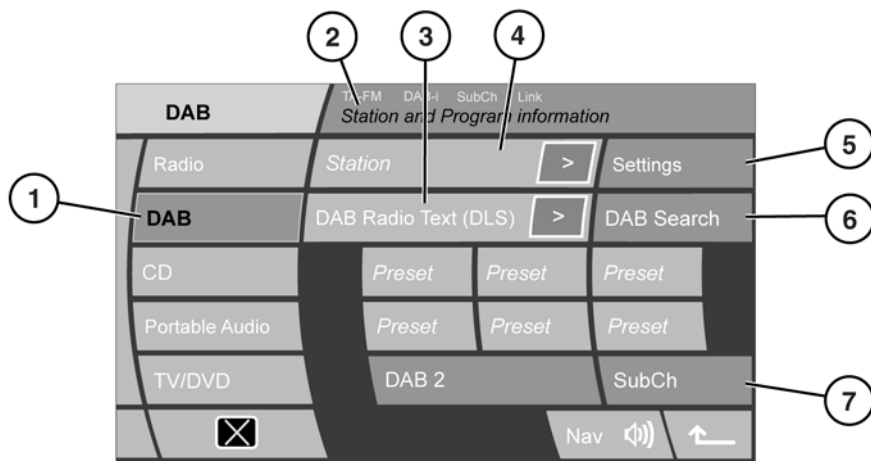 2 3 4
DAB
TA-FM DAB-i SubCh Link
Station and Program information
Radio Station > Settings 5
1 DAB DAB Radio Text (DLS) > DAB Search 6
CD Preset Preset Preset
Portable Audio Preset Preset Preset
TV/DVD DAB 2 SubCh 7
Nav